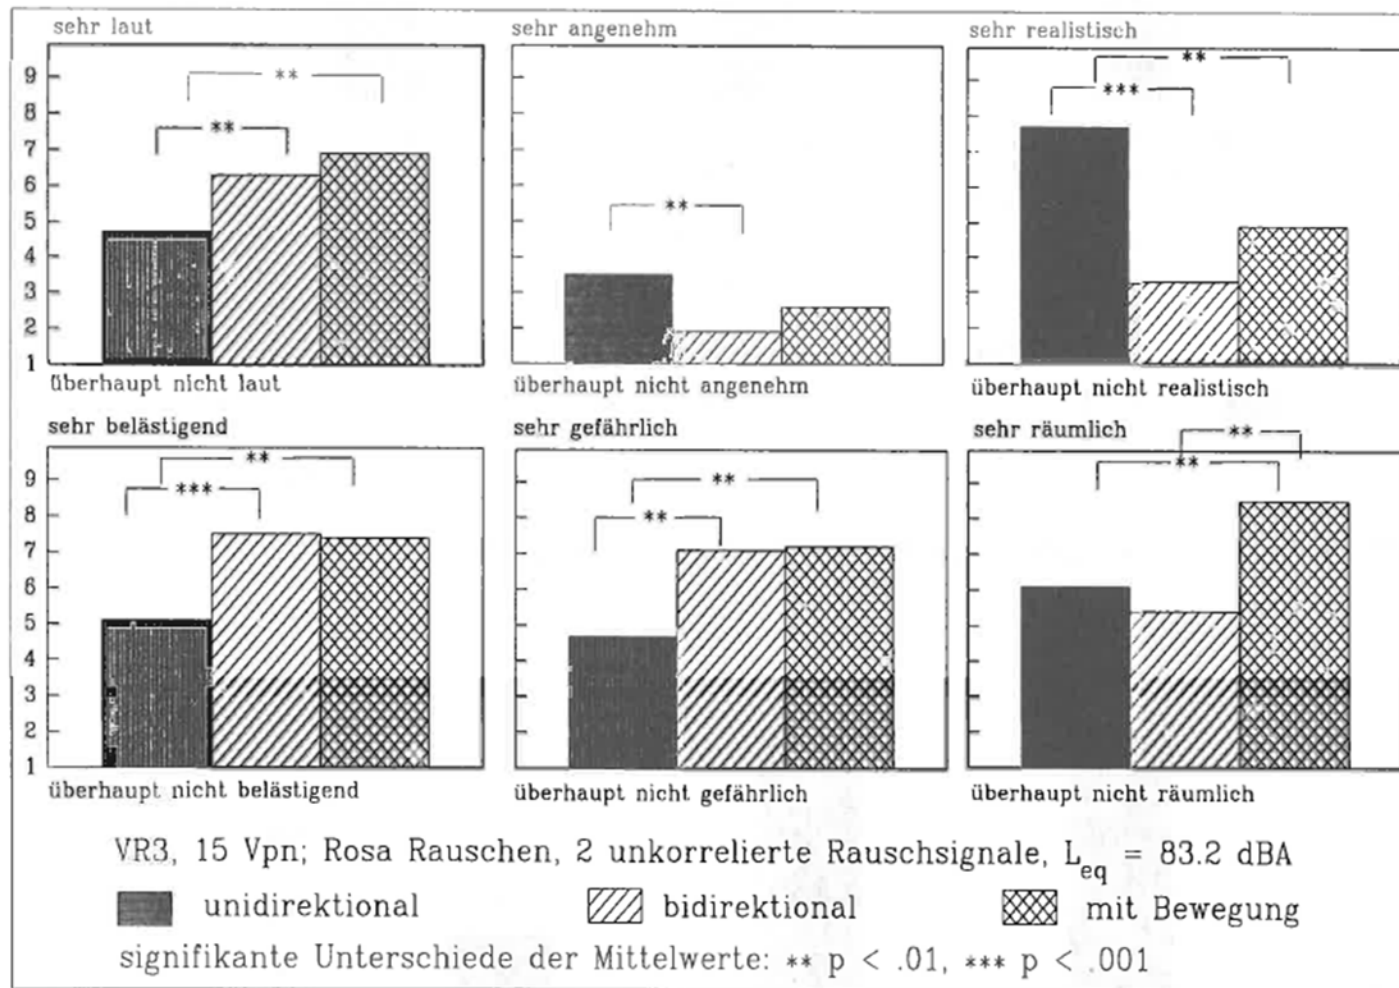 sehr laut
sehr angenehm
sehr realistisch
9
8
7
6
5
4
3
2
1
**
**
**
***
**
überhaupt nicht laut
überhaupt nicht angenehm
überhaupt nicht realistisch
sehr belästigend
sehr gefährlich
sehr räumlich
9
8
7
6
5
4
3
2
1
***
**
**
**
**
**
überhaupt nicht belästigend
überhaupt nicht gefährlich
überhaupt nicht räumlich
VR3, 15 Vpn; Rosa Rauschen, 2 unkorrelierte Rauschsignale, L_eq = 83.2 dBA
unidirektional
bidirektional
mit Bewegung
signifikante Unterschiede der Mittelwerte: ** p < .01, *** p < .001